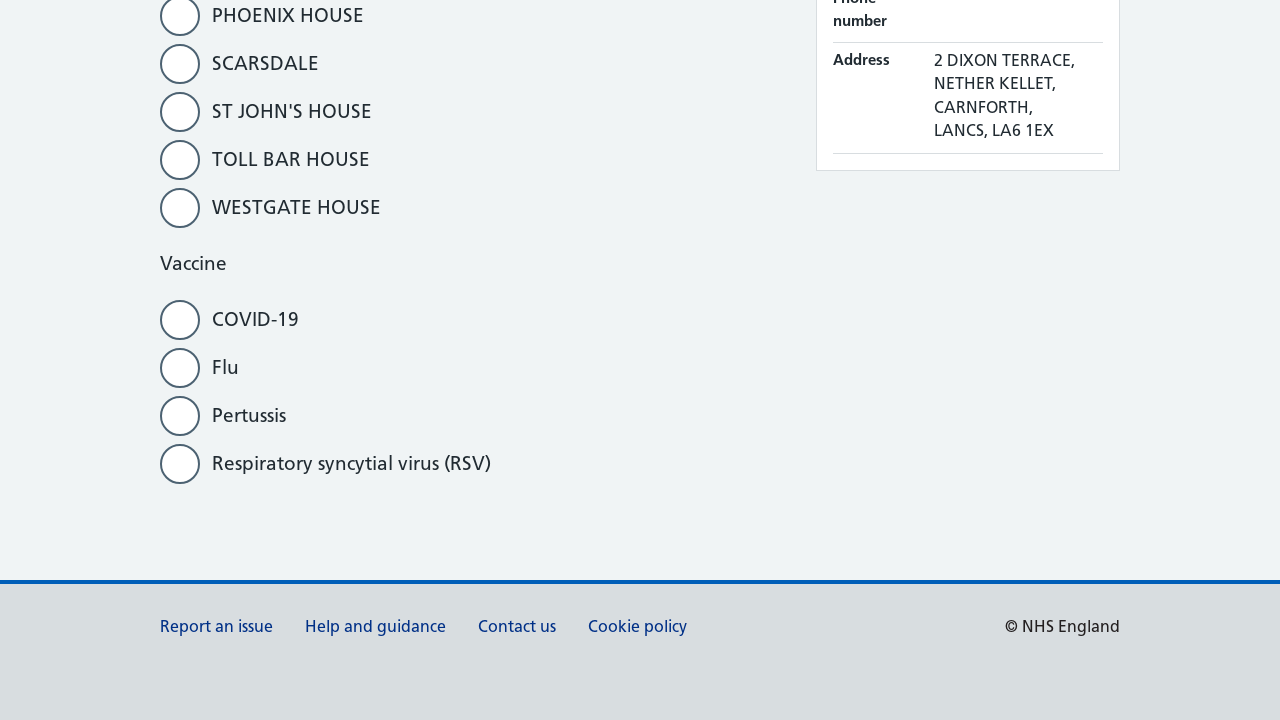 PHOENIX HOUSE
SCARSDALE
ST JOHN'S HOUSE
TOLL BAR HOUSE
WESTGATE HOUSE
Vaccine
COVID-19
Flu
Pertussis
Respiratory syncytial virus (RSV)
Phone
number
Address
2 DIXON TERRACE,
NETHER KELLET,
CARNFORTH,
LANCS, LA6 1EX
Report an issue
Help and guidance
Contact us
Cookie policy
© NHS England